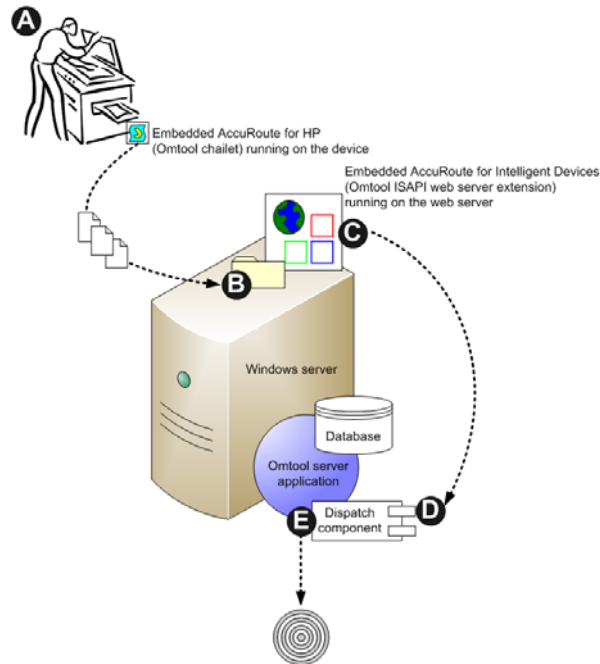 A
Embedded AccuRoute for HP
(Omtool chailet) running on the device
Embedded AccuRoute for Intelligent Devices
(Omtool ISAPI web server extension)
running on the web server
C
B
Windows server
Database
Omtool server
application
E
Dispatch
component
D